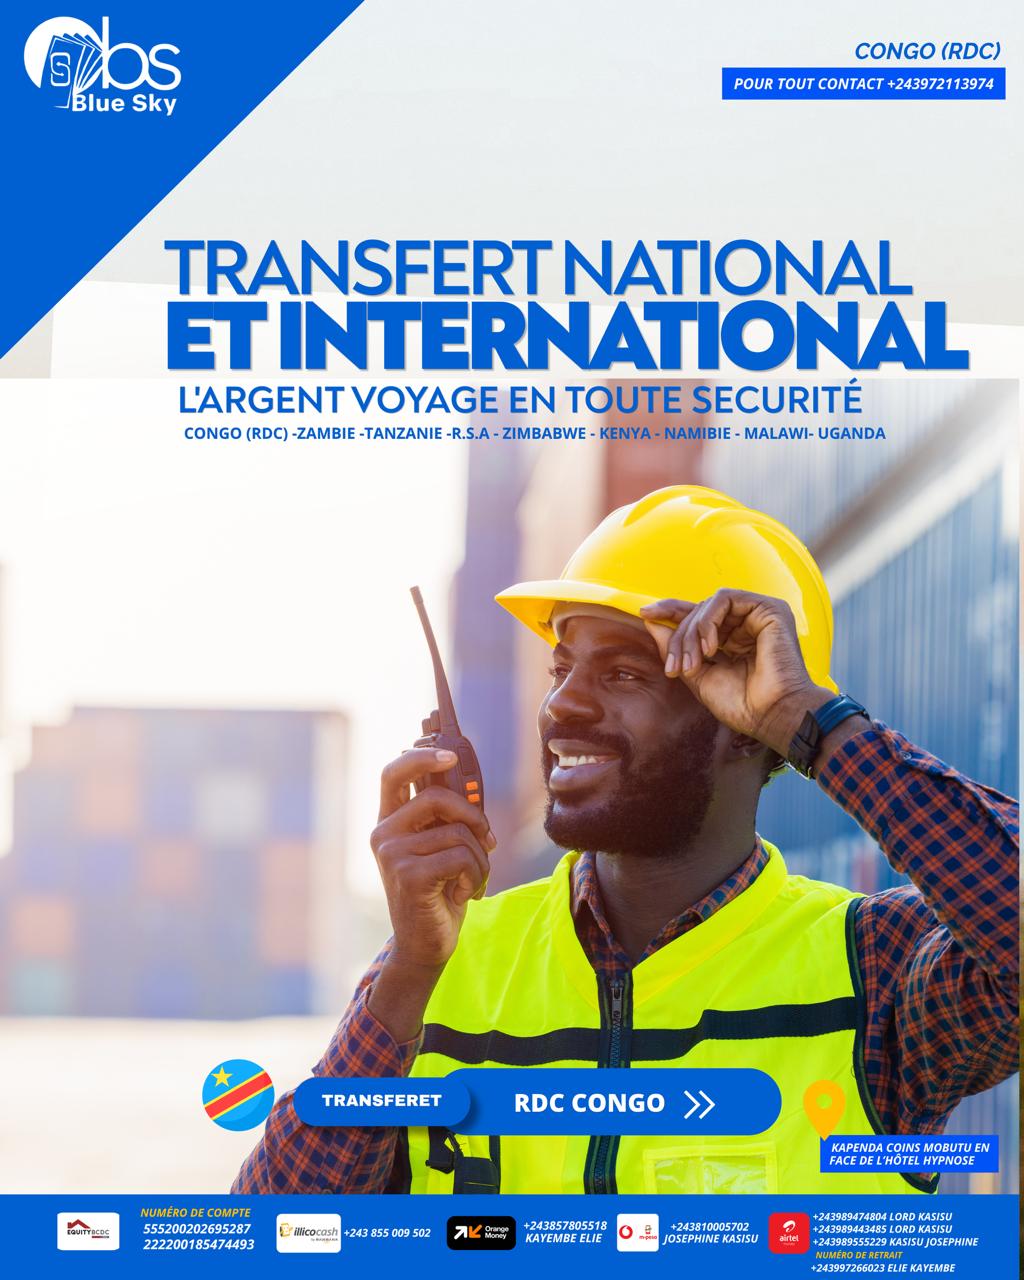 bs
S
Blue Sky
CONGO (RDC)
POUR TOUT CONTACT +243972113974
TRANSFERT NATIONAL
ET INTERNATIONAL
L'ARGENT VOYAGE EN TOUTE SECURITÉ
CONGO (RDC) -ZAMBIE -TANZANIE -R.S.A - ZIMBABWE - KENYA - NAMIBIE - MALAWI- UGANDA
TRANSFERET
RDC CONGO
KAPENDA COINS MOBUTU EN
FACE DE L'HÔTEL HYPNOSE
EQUITY BCDC
NUMÉRO DE COMPTE
555200202695287
222200185474493
illicocash
+243 855 009 502
Orange
Money
+243857805518
KAYEMBE ELIE
m-pesa
+243810005702
JOSEPHINE KASISU
airtel
+243989474804 LORD KASISU
+243989443485 LORD KASISU
+243989555229 KASISU JOSEPHINE
NUMÉRO DE RETRAIT
+243997266023 ELIE KAYEMBE